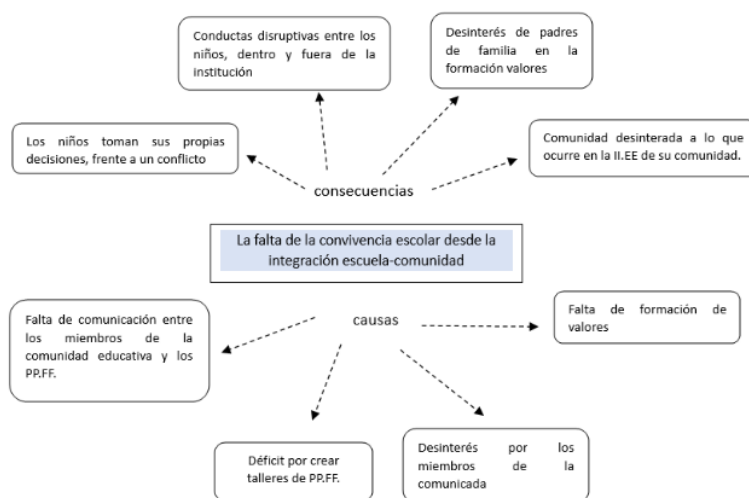 Conductas disruptivas entre los
niños, dentro y fuera de la
institución
Desinterés de padres
de familia en la
formación valores
Los niños toman sus propias
decisiones, frente a un conflicto
Comunidad desinterada a lo que
ocurre en la II.EE de su comunidad.
consecuencias
La falta de la convivencia escolar desde la
integración escuela-comunidad
causas
Falta de comunicación entre
los miembros de la
comunidad educativa y los
PP.FF.
Falta de formación de
valores
Déficit por crear
talleres de PP.FF.
Desinterés por los
miembros de la
comunicada